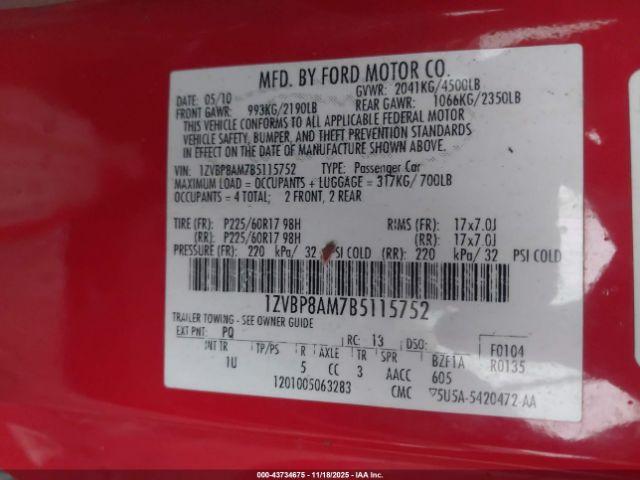 MFD. BY FORD MOTOR CO.
DATE: 05/10 GVWR: 2041KG/4500LB
FRONT GAWR: 993KG/2190LB REAR GAWR: 1066KG/2350LB
THIS VEHICLE CONFORMS TO ALL APPLICABLE FEDERAL MOTOR
VEHICLE SAFETY, BUMPER, AND THEFT PREVENTION STANDARDS
IN EFFECT ON THE DATE OF MANUFACTURE SHOWN ABOVE.
VIN: 1ZVBP8AM7B5115752 TYPE: Passenger Car
MAXIMUM LOAD = OCCUPANTS + LUGGAGE = 317KG/700LB
OCCUPANTS = 4 TOTAL; 2 FRONT, 2 REAR
TIRE (FR): P225/60R17 98H RIMS (FR): 17x7.0J
(RR): P225/60R17 98H (RR): 17x7.0J
PRESSURE (FR): 220 kPa/ 32 PSI COLD (RR): 220 kPa/ 32 PSI COLD
1ZVBP8AM7B5115752
TRAILER TOWING - SEE OWNER GUIDE
EXT PNT: PQ RC: 13 DSO: F0104
INT TR TP/PS R AXLE TR SPR BZF1A R0135
1U 5 CC 3 AACC 605
1201005063283 CMC 5U5A-5420472-AA
000-43734675 - 11/18/2025 - IAA Inc.